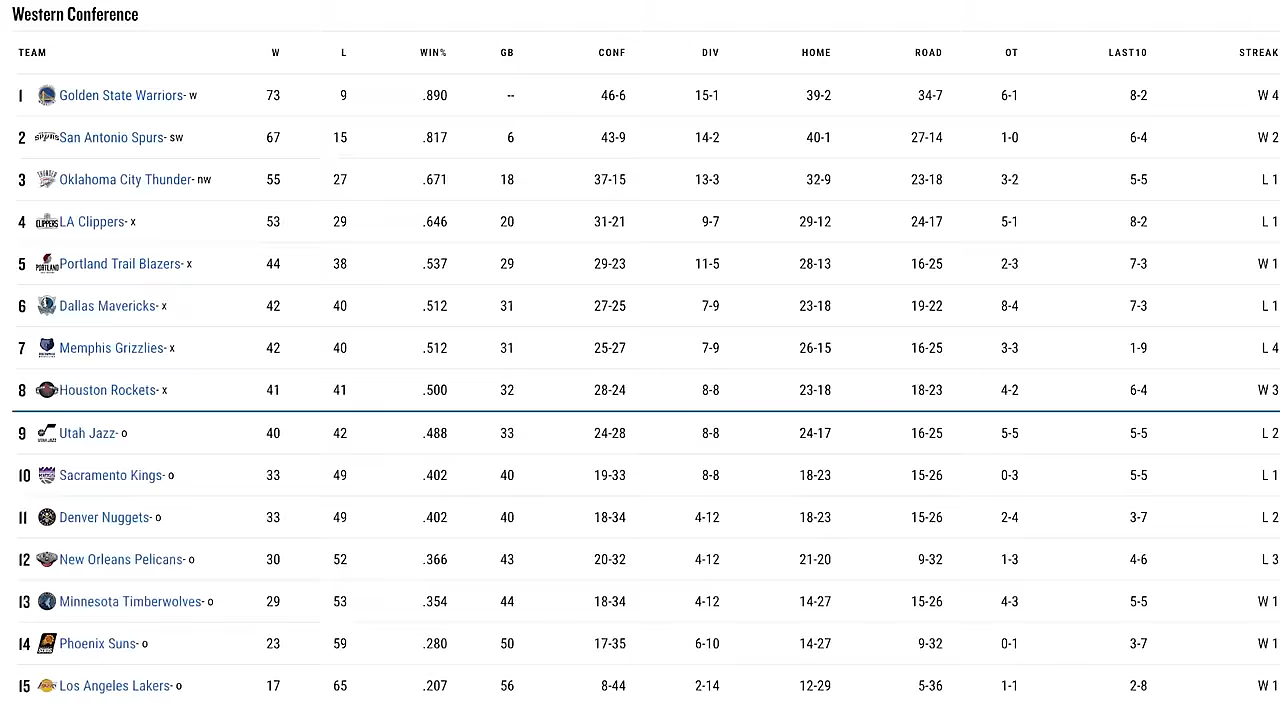 Western Conference
TEAM W L WIN% GB CONF DIV HOME ROAD OT LAST10 STREAK
1 Golden State Warriors- w 73 9 .890 -- 46-6 15-1 39-2 34-7 6-1 8-2 W 4
2 SPURS San Antonio Spurs- sw 67 15 .817 6 43-9 14-2 40-1 27-14 1-0 6-4 W 2
3 THUNDER Oklahoma City Thunder- nw 55 27 .671 18 37-15 13-3 32-9 23-18 3-2 5-5 L 1
4 CLIPPERS LA Clippers- x 53 29 .646 20 31-21 9-7 29-12 24-17 5-1 8-2 L 1
5 PORTLAND Portland Trail Blazers- x 44 38 .537 29 29-23 11-5 28-13 16-25 2-3 7-3 W 1
6 Dallas Mavericks- x 42 40 .512 31 27-25 7-9 23-18 19-22 8-4 7-3 L 1
7 Memphis Grizzlies- x 42 40 .512 31 25-27 7-9 26-15 16-25 3-3 1-9 L 4
8 Houston Rockets- x 41 41 .500 32 28-24 8-8 23-18 18-23 4-2 6-4 W 3
9 UTAH JAZZ Utah Jazz- o 40 42 .488 33 24-28 8-8 24-17 16-25 5-5 5-5 L 2
10 KINGS Sacramento Kings- o 33 49 .402 40 19-33 8-8 18-23 15-26 0-3 5-5 L 1
11 Denver Nuggets- o 33 49 .402 40 18-34 4-12 18-23 15-26 2-4 3-7 L 2
12 New Orleans Pelicans- o 30 52 .366 43 20-32 4-12 21-20 9-32 1-3 4-6 L 3
13 Minnesota Timberwolves- o 29 53 .354 44 18-34 4-12 14-27 15-26 4-3 5-5 W 1
14 SUNS Phoenix Suns- o 23 59 .280 50 17-35 6-10 14-27 9-32 0-1 3-7 W 1
15 Los Angeles Lakers- o 17 65 .207 56 8-44 2-14 12-29 5-36 1-1 2-8 W 1